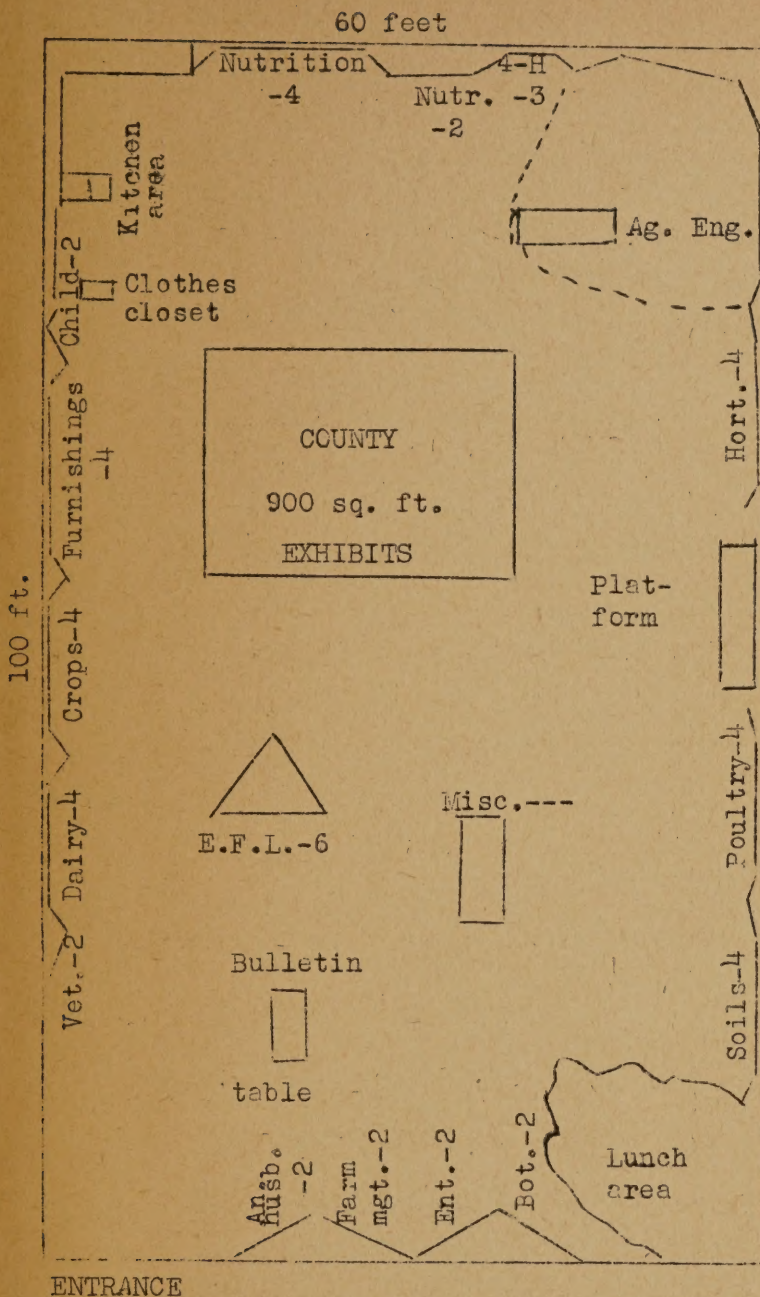 60 feet
Nutrition
-4
4-H
-3
Nutr.
-2
Kitchen
area
Ag. Eng.
Child-2
Clothes
closet
Hort.-4
Furnishings
-4
COUNTY
900 sq. ft.
EXHIBITS
100 ft.
Plat-
form
Crops-4
Misc.---
Poultry-4
E.F.L.-6
Dairy-4
Vet.-2
Bulletin
table
Soils-4
An.
husb.
-2
Farm
mgt.-2
Ent.-2
Bot.-2
Lunch
area
ENTRANCE